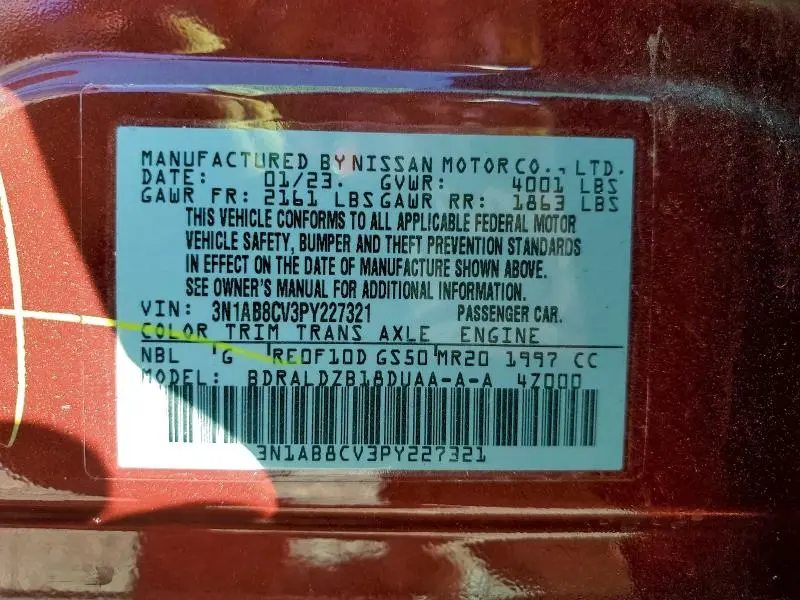 MANUFACTURED BY NISSAN MOTOR CO., LTD.
DATE: 01/23. GVWR: 4001 LBS
GAWR FR: 2161 LBS GAWR RR: 1863 LBS
THIS VEHICLE CONFORMS TO ALL APPLICABLE FEDERAL MOTOR
VEHICLE SAFETY, BUMPER AND THEFT PREVENTION STANDARDS
IN EFFECT ON THE DATE OF MANUFACTURE SHOWN ABOVE.
SEE OWNER'S MANUAL FOR ADDITIONAL INFORMATION.
VIN: 3N1AB8CV3PY227321 PASSENGER CAR.
COLOR TRIM TRANS AXLE ENGINE
NBL G RE0F10D GS50 MR20 1997 CC
MODEL: BDRALDZB18DUAA-A-A 47000
3N1AB8CV3PY227321